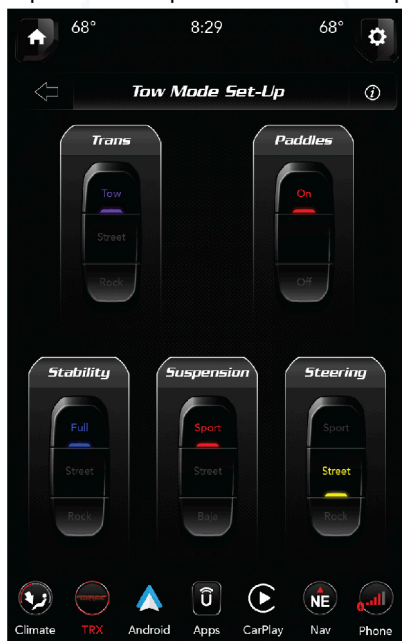 68° 8:29 68°
Tow Mode Set-Up
Trans Paddles
Tow On
Street
Rock Off
Stability Suspension Steering
Full Sport Sport
Street Street Street
Rock Baja Rock
NE
Climate TRX Android Apps CarPlay Nav Phone